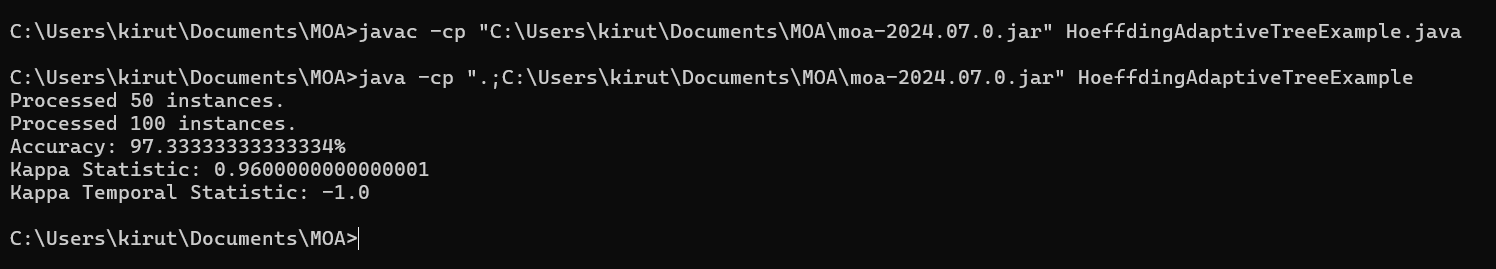 C:\Users\kirut\Documents\MOA>javac -cp "C:\Users\kirut\Documents\MOA\moa-2024.07.0.jar" HoeffdingAdaptiveTreeExample.java
C:\Users\kirut\Documents\MOA>java -cp ".;C:\Users\kirut\Documents\MOA\moa-2024.07.0.jar" HoeffdingAdaptiveTreeExample
Processed 50 instances.
Processed 100 instances.
Accuracy: 97.33333333333334%
Kappa Statistic: 0.9600000000000001
Kappa Temporal Statistic: -1.0
C:\Users\kirut\Documents\MOA>